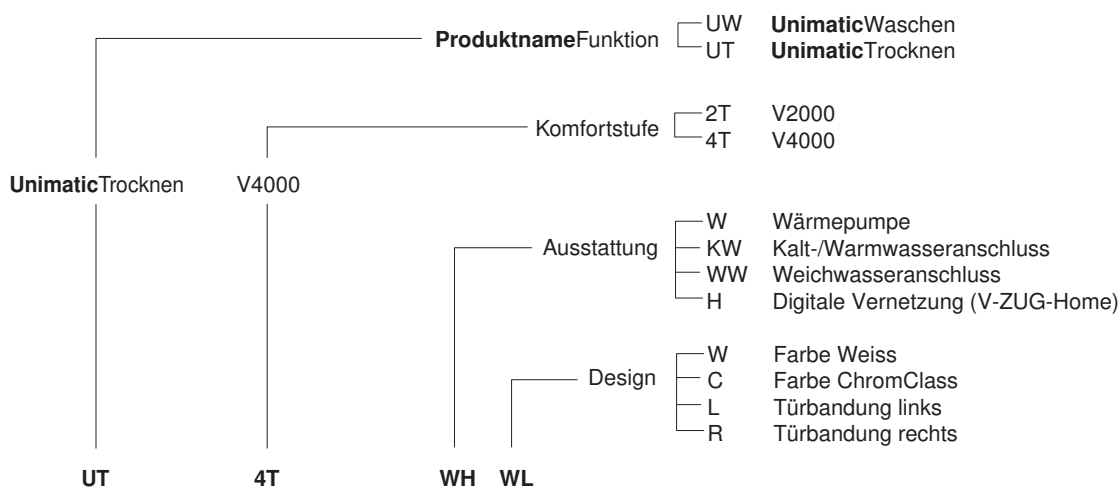 ProduktnameFunktion UW UnimaticWaschen
UT UnimaticTrocknen
Komfortstufe 2T V2000
4T V4000
UnimaticTrocknen V4000
W Wärmepumpe
Ausstattung KW Kalt-/Warmwasseranschluss
WW Weichwasseranschluss
H Digitale Vernetzung (V-ZUG-Home)
W Farbe Weiss
Design C Farbe ChromClass
L Türbandung links
R Türbandung rechts
UT 4T WH WL